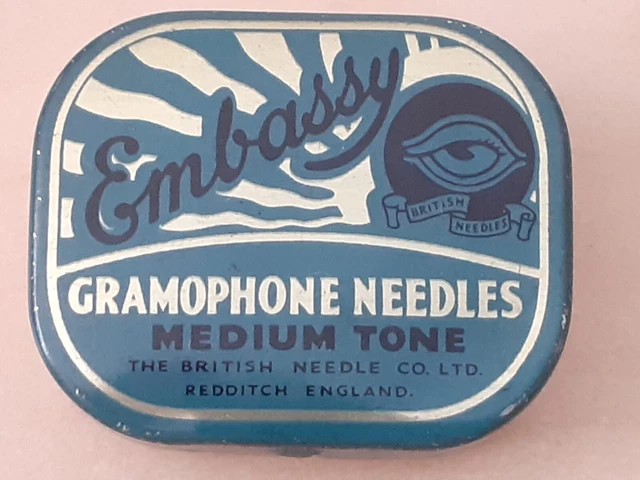 Embassy
BRITISH
NEEDLES
GRAMOPHONE NEEDLES
MEDIUM TONE
THE BRITISH NEEDLE CO. LTD.
REDDITCH ENGLAND.